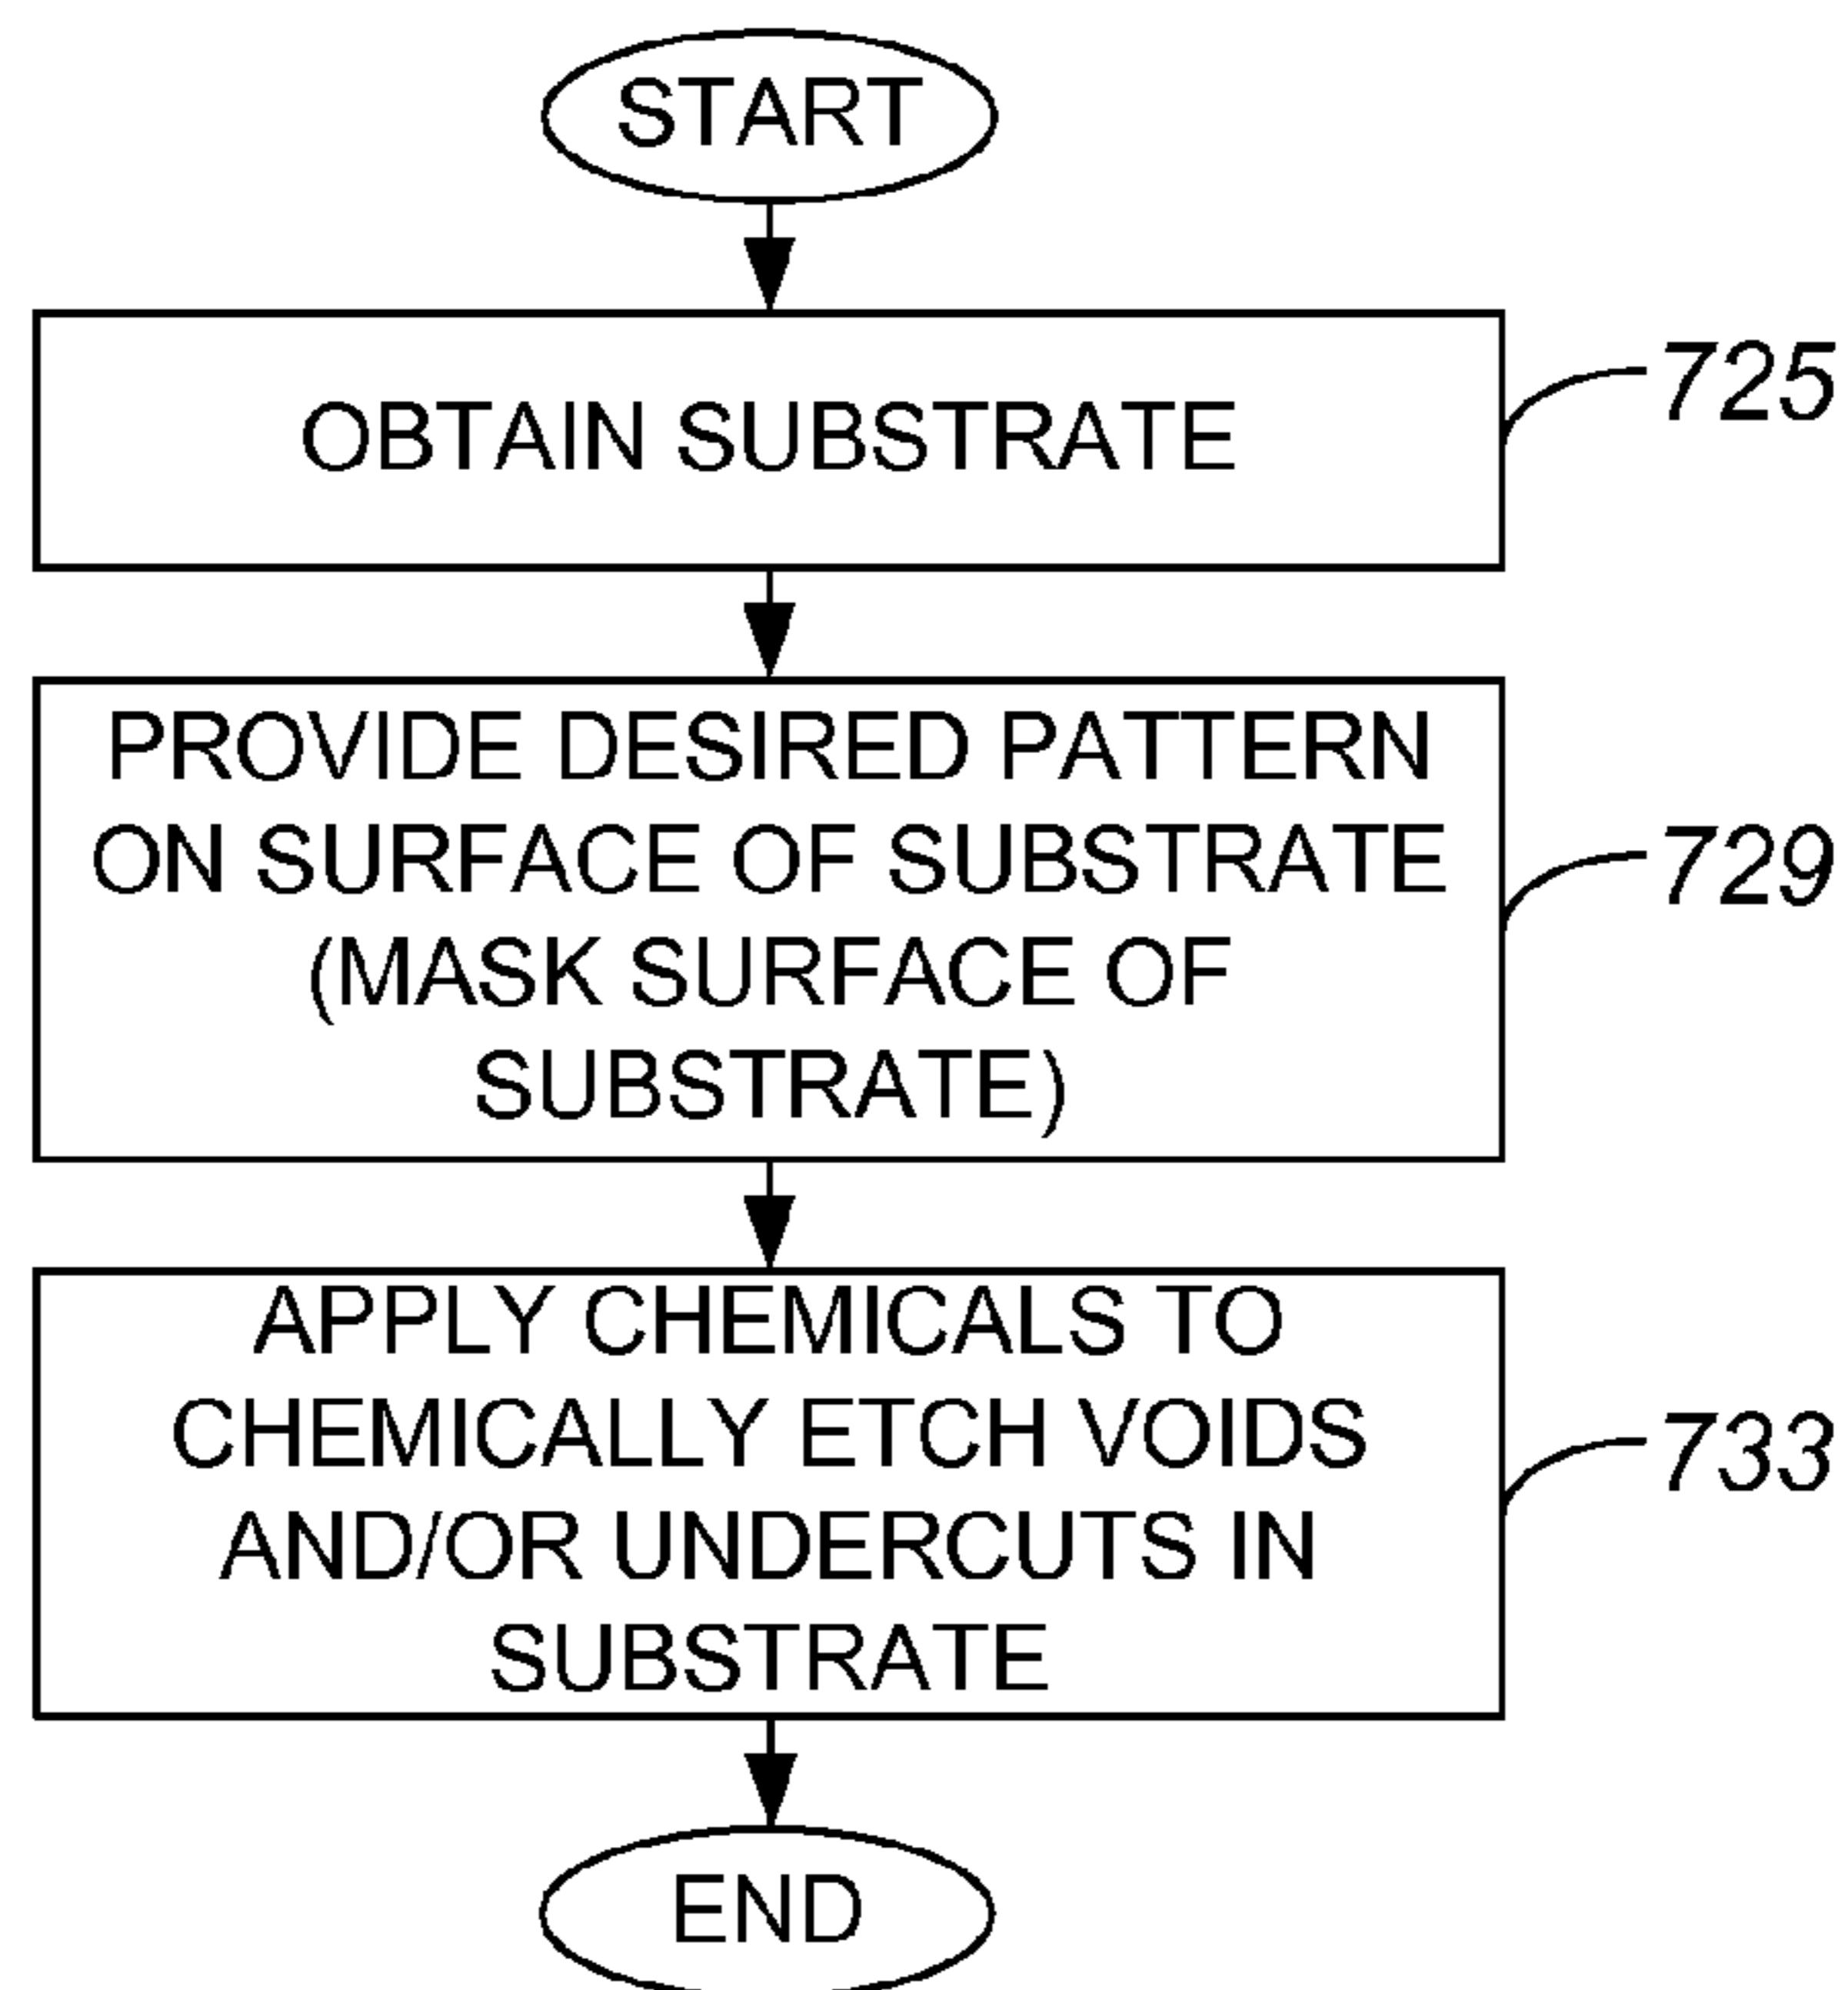 START
OBTAIN SUBSTRATE
725
PROVIDE DESIRED PATTERN
ON SURFACE OF SUBSTRATE
(MASK SURFACE OF
SUBSTRATE)
729
APPLY CHEMICALS TO
CHEMICALLY ETCH VOIDS
AND/OR UNDERCUTS IN
SUBSTRATE
733
END